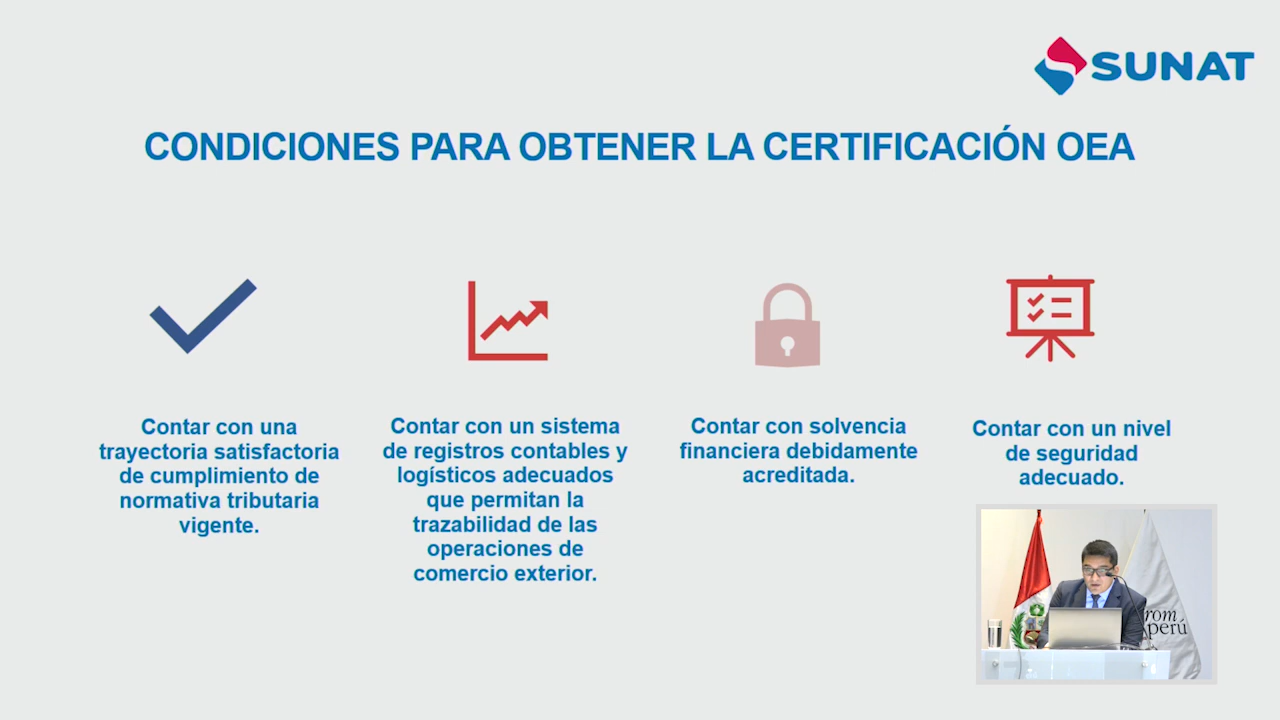 SUNAT
CONDICIONES PARA OBTENER LA CERTIFICACIÓN OEA
Contar con una
trayectoria satisfactoria
de cumplimiento de
normativa tributaria
vigente.
Contar con un sistema
de registros contables y
logísticos adecuados
que permitan la
trazabilidad de las
operaciones de
comercio exterior.
Contar con solvencia
financiera debidamente
acreditada.
Contar con un nivel
de seguridad
adecuado.
rom
perú